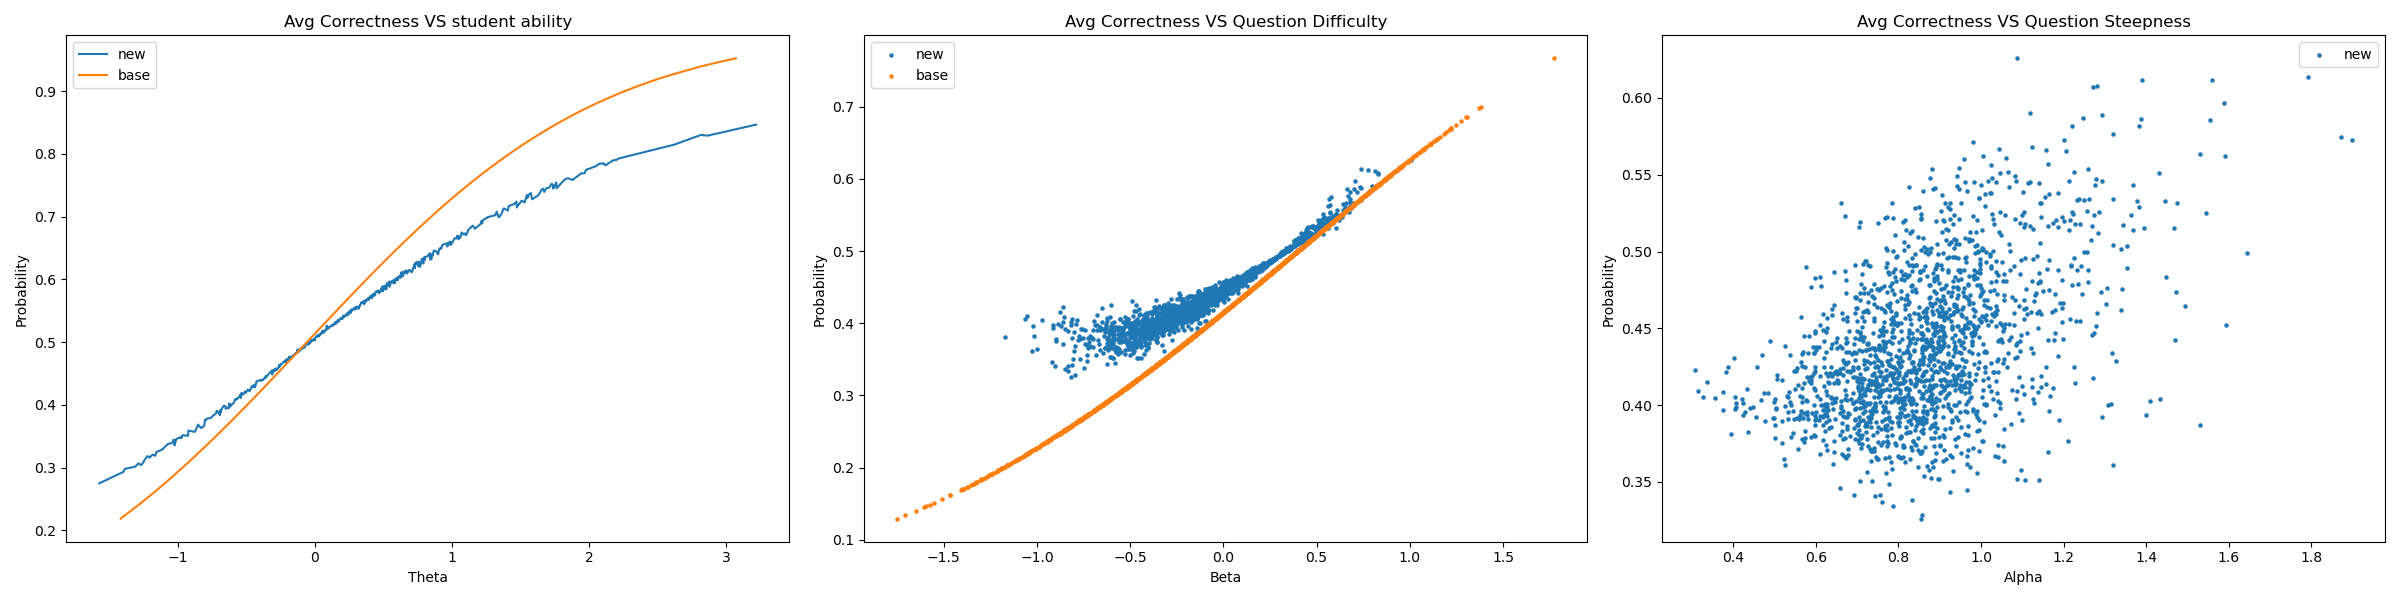 Avg Correctness VS student ability
new
base
0.9
0.8
0.7
0.6
0.5
0.4
0.3
0.2
Probability
−1
0
1
2
3
Theta
Avg Correctness VS Question Difficulty
new
base
0.7
0.6
0.5
0.4
0.3
0.2
0.1
Probability
−1.5
−1.0
−0.5
0.0
0.5
1.0
1.5
Beta
Avg Correctness VS Question Steepness
new
0.60
0.55
0.50
0.45
0.40
0.35
Probability
0.4
0.6
0.8
1.0
1.2
1.4
1.6
1.8
Alpha